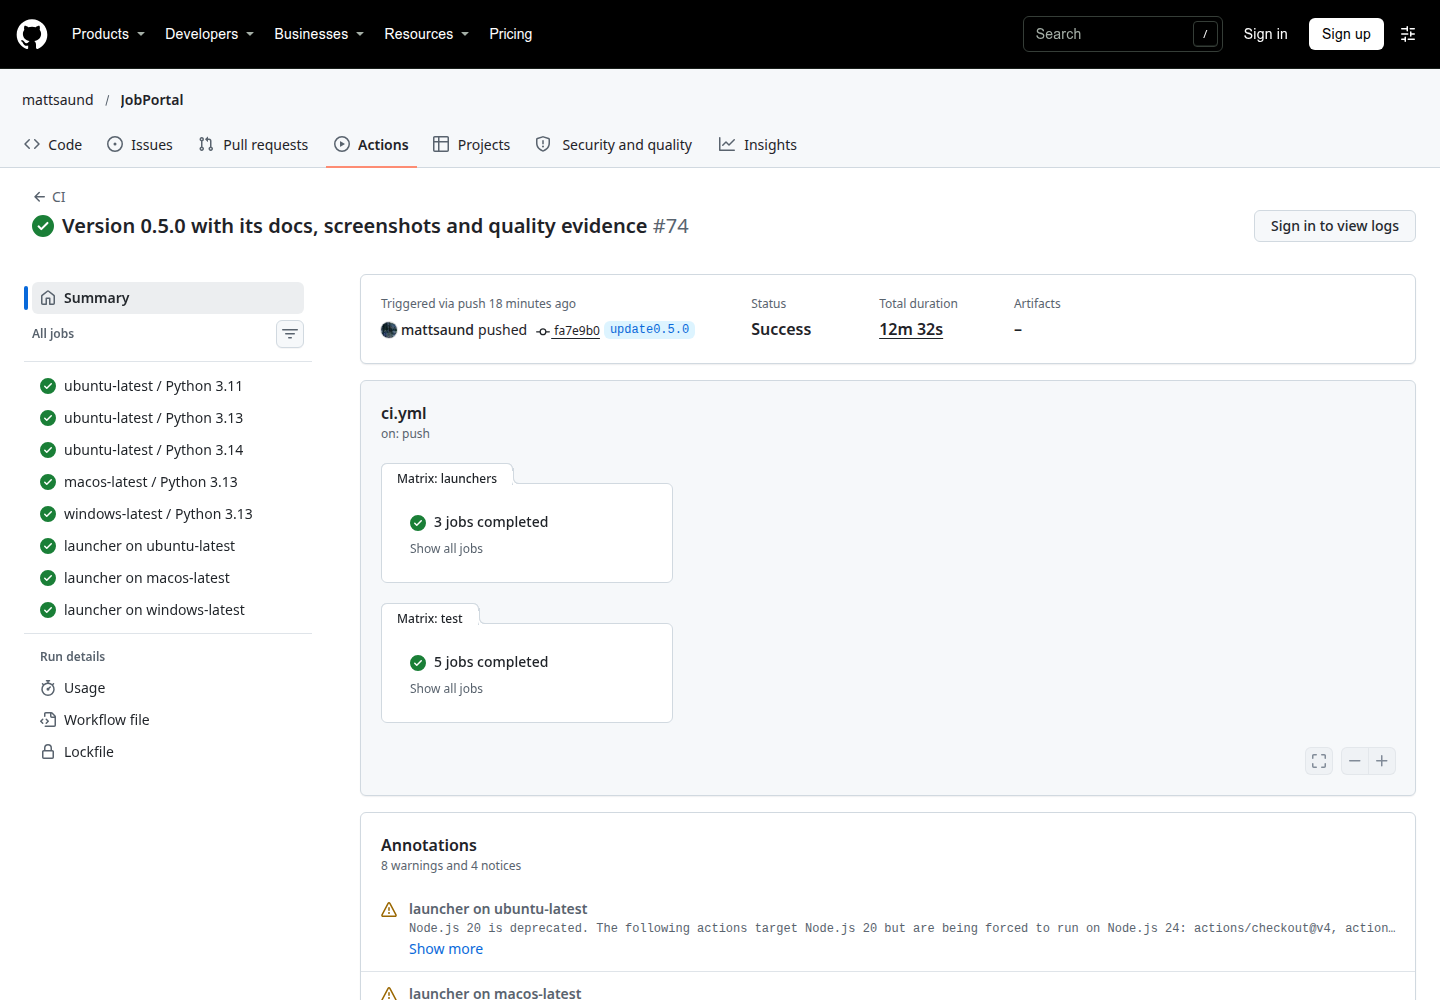 Products
Developers
Businesses
Resources
Pricing
Search
/
Sign in
Sign up
mattsaund / JobPortal
Code
Issues
Pull requests
Actions
Projects
Security and quality
Insights
CI
Version 0.5.0 with its docs, screenshots and quality evidence #74
Sign in to view logs
Summary
All jobs
ubuntu-latest / Python 3.11
ubuntu-latest / Python 3.13
ubuntu-latest / Python 3.14
macos-latest / Python 3.13
windows-latest / Python 3.13
launcher on ubuntu-latest
launcher on macos-latest
launcher on windows-latest
Run details
Usage
Workflow file
Lockfile
Triggered via push 18 minutes ago
mattsaund pushed fa7e9b0 update0.5.0
Status
Success
Total duration
12m 32s
Artifacts
–
ci.yml
on: push
Matrix: launchers
3 jobs completed
Show all jobs
Matrix: test
5 jobs completed
Show all jobs
Annotations
8 warnings and 4 notices
launcher on ubuntu-latest
Node.js 20 is deprecated. The following actions target Node.js 20 but are being forced to run on Node.js 24: actions/checkout@v4, action…
Show more
launcher on macos-latest